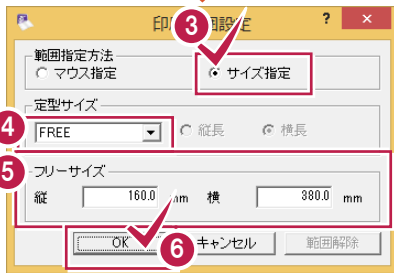 印 囲設定 ? ×
3
範囲指定方法
マウス指定 サイズ指定
定型サイズ
4
FREE 縦長 横長
5
フリーサイズ
縦 160.0 mm 横 380.0 mm
OK キャンセル 範囲解除
6